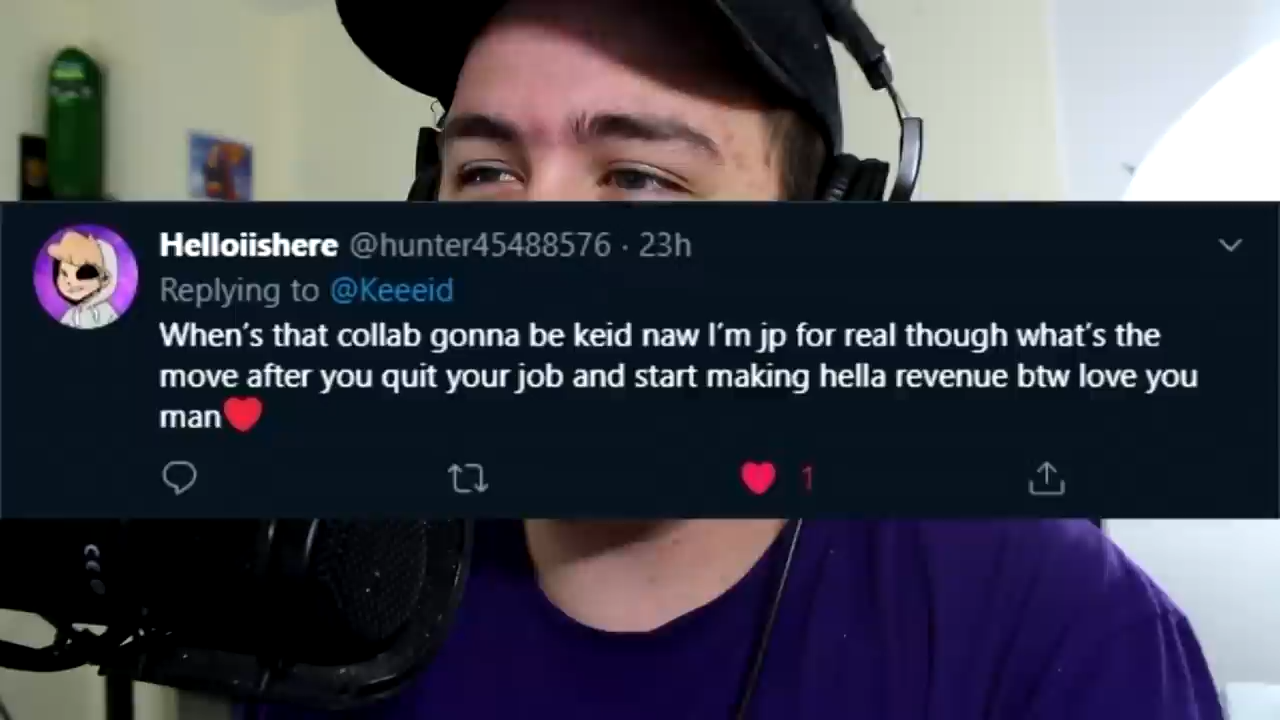 Helloiishere @hunter45488576 · 23h
Replying to @Keeeid
When's that collab gonna be keid naw I'm jp for real though what's the
move after you quit your job and start making hella revenue btw love you
man❤️
1